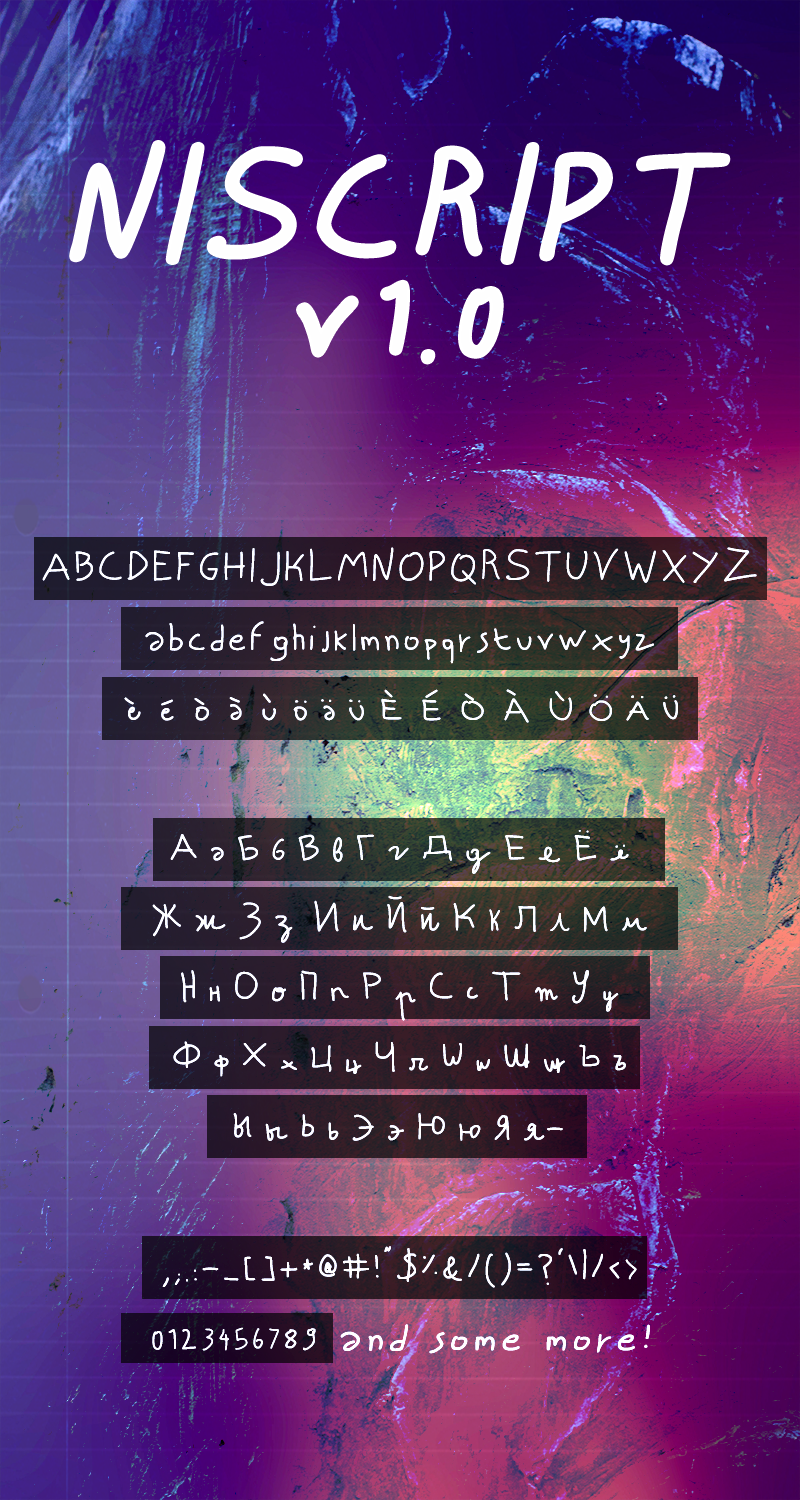 NISCRIPT
v1.0
ABCDEFGHIJKLMNOPQRSTUVWXYZ
abcdefghijklmnopqrstuvwxyz
è é ò à ù ö ä ü È É Ò À Ù Ö Ä Ü
А а Б б В в Г г Д д Е е Ё ё
Ж ж З з И и Й й К к Л л М м
Н н О о П п Р р С с Т т У у
Ф ф Х х Ц ц Ч ч Ш ш Щ щ Ъ ъ
Ы ы Ь ь Э э Ю ю Я я –
,;.:-_[]+*@#!"$%&/()=?'\|/<>
0123456789 and some more!